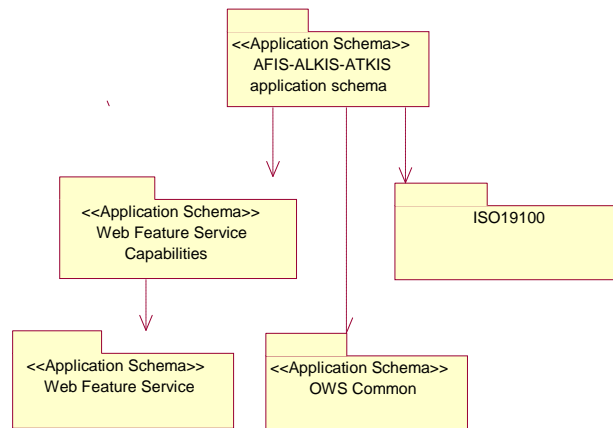 <<Application Schema>>
AFIS-ALKIS-ATKIS
application schema
<<Application Schema>>
Web Feature Service
Capabilities
ISO19100
<<Application Schema>>
Web Feature Service
<<Application Schema>>
OWS Common